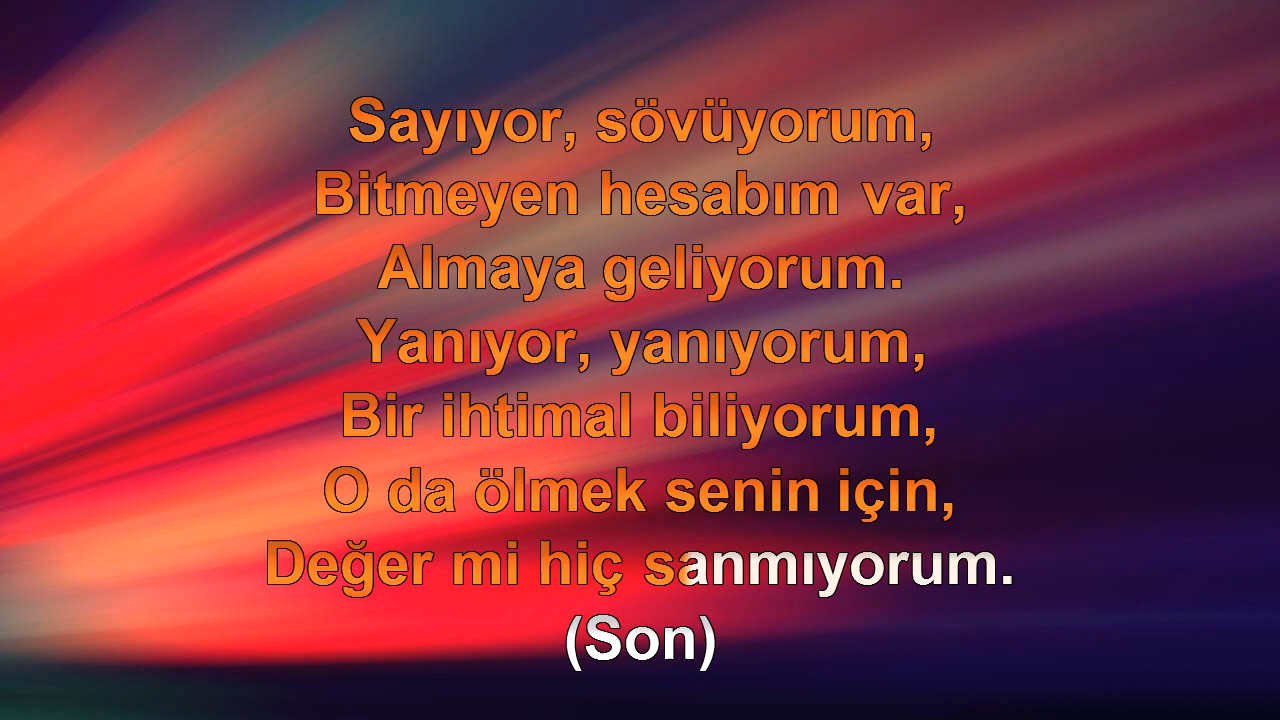 Sayıyor, sövüyorum,
Bitmeyen hesabım var,
Almaya geliyorum.
Yanıyor, yanıyorum,
Bir ihtimal biliyorum,
O da ölmek senin için,
Değer mi hiç sanmıyorum.
(Son)